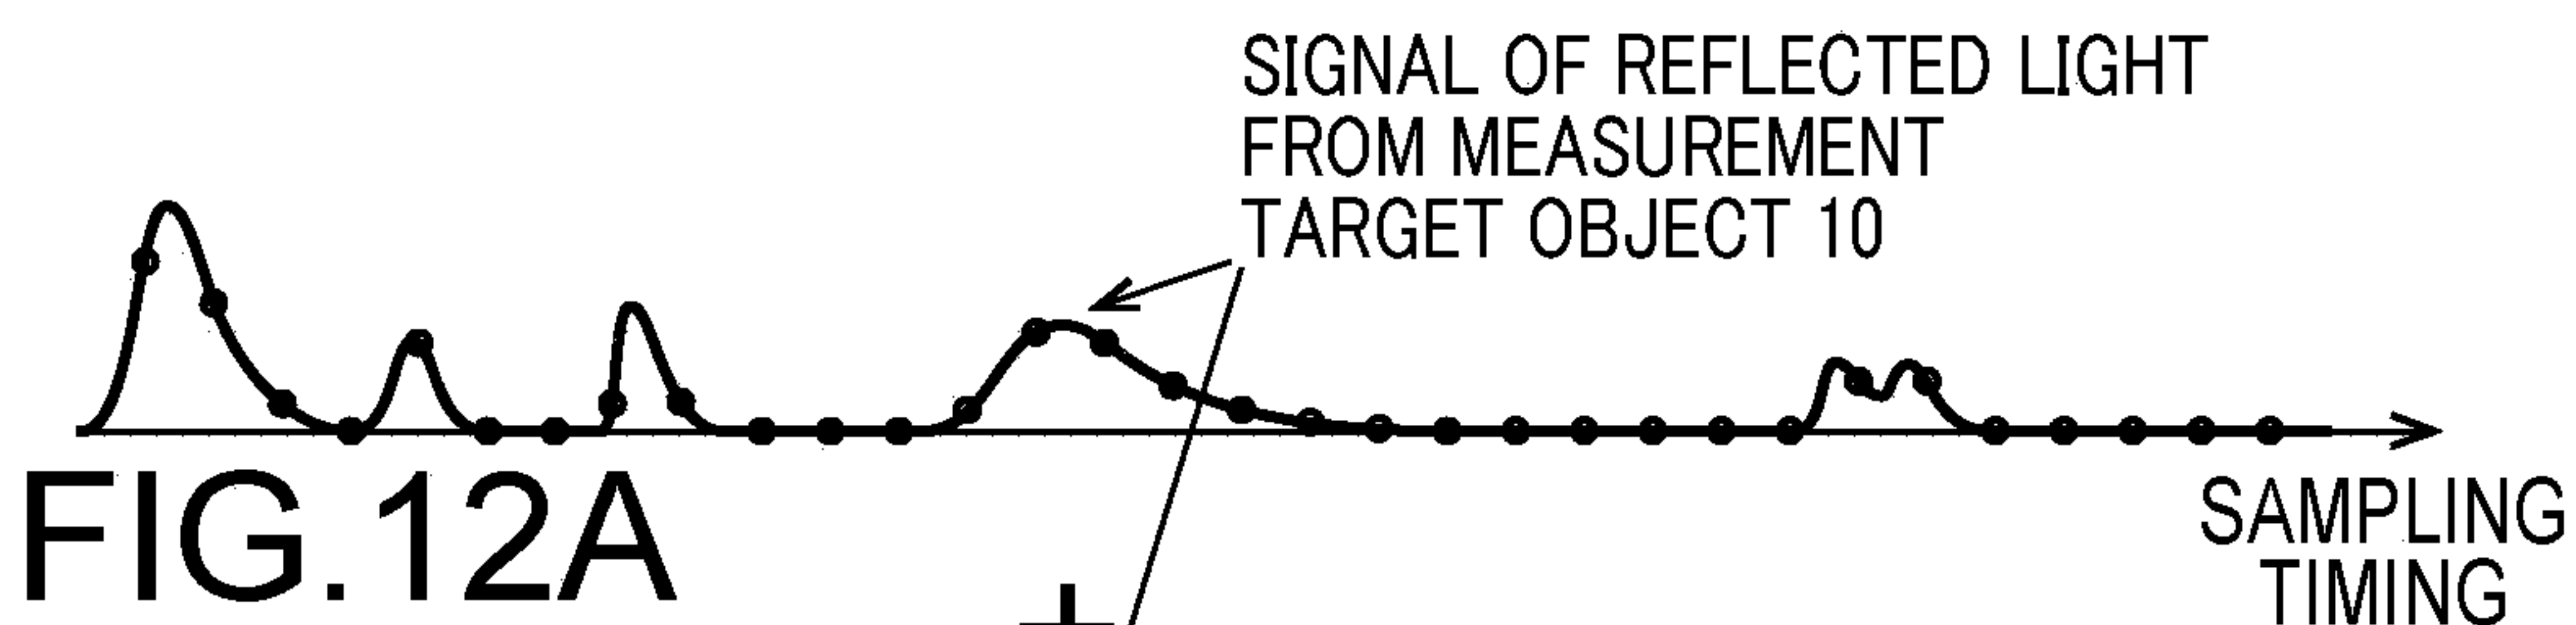 SIGNAL OF REFLECTED LIGHT
FROM MEASUREMENT
TARGET OBJECT 10
FIG.12A
SAMPLING
TIMING
+